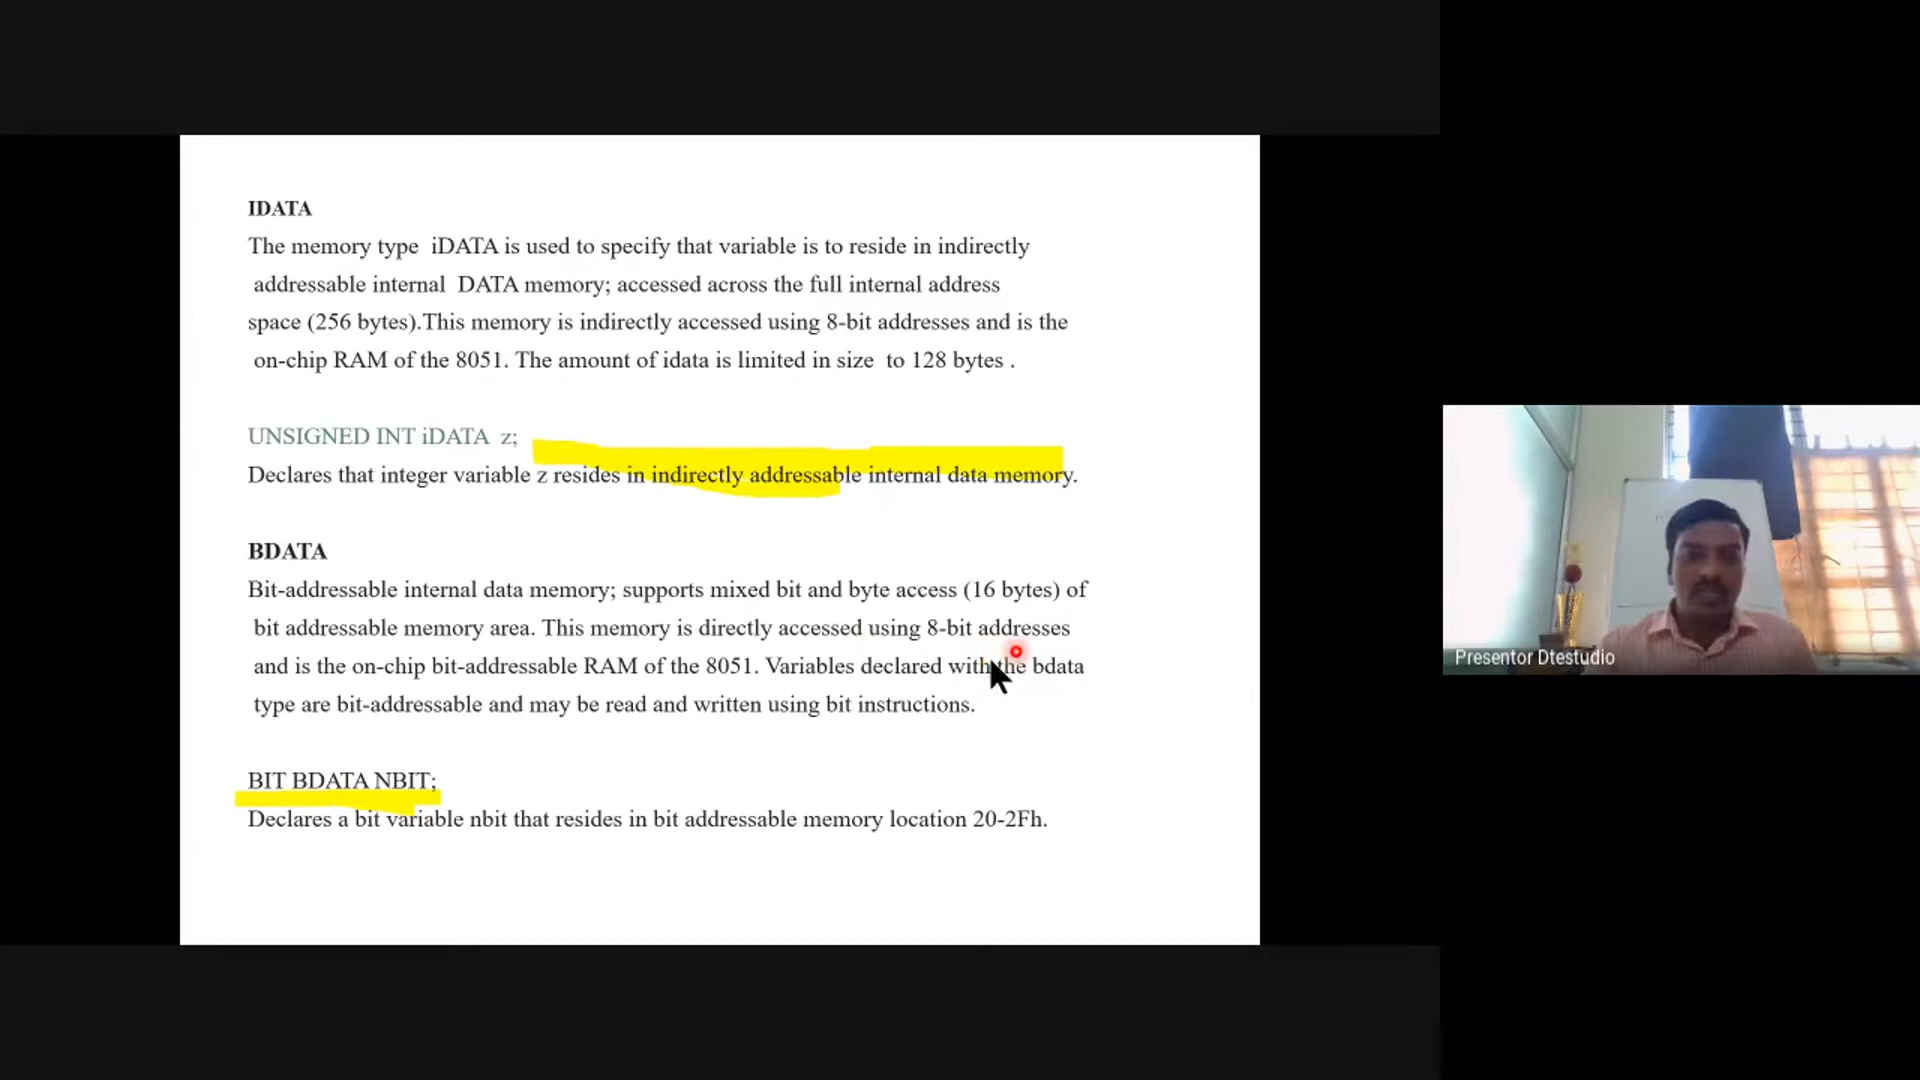 IDATA
The memory type iDATA is used to specify that variable is to reside in indirectly
addressable internal DATA memory; accessed across the full internal address
space (256 bytes).This memory is indirectly accessed using 8-bit addresses and is the
on-chip RAM of the 8051. The amount of idata is limited in size to 128 bytes .
UNSIGNED INT iDATA z;
Declares that integer variable z resides in indirectly addressable internal data memory.
BDATA
Bit-addressable internal data memory; supports mixed bit and byte access (16 bytes) of
bit addressable memory area. This memory is directly accessed using 8-bit addresses
and is the on-chip bit-addressable RAM of the 8051. Variables declared with the bdata
type are bit-addressable and may be read and written using bit instructions.
BIT BDATA NBIT;
Declares a bit variable nbit that resides in bit addressable memory location 20-2Fh.
Presentor Dtestudio